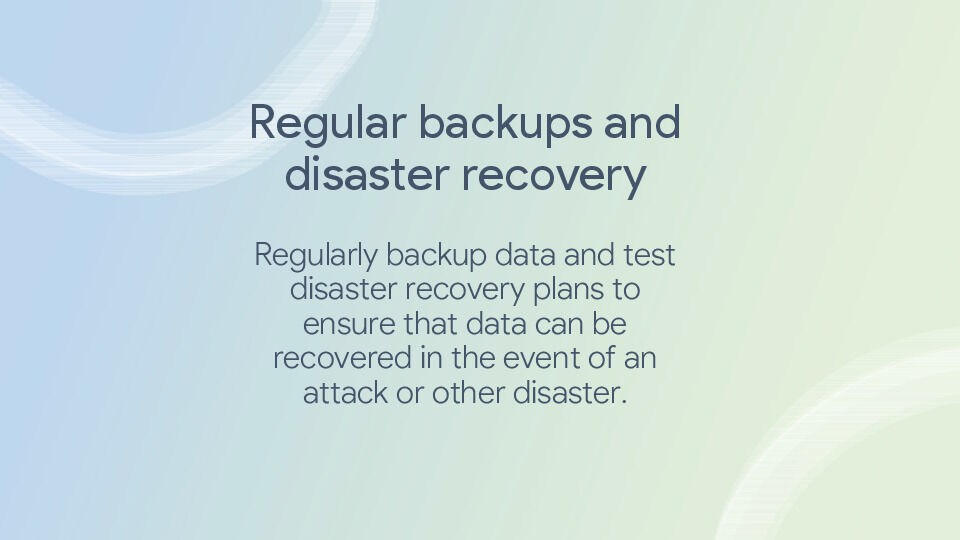 Regular backups and
disaster recovery
Regularly backup data and test
disaster recovery plans to
ensure that data can be
recovered in the event of an
attack or other disaster.